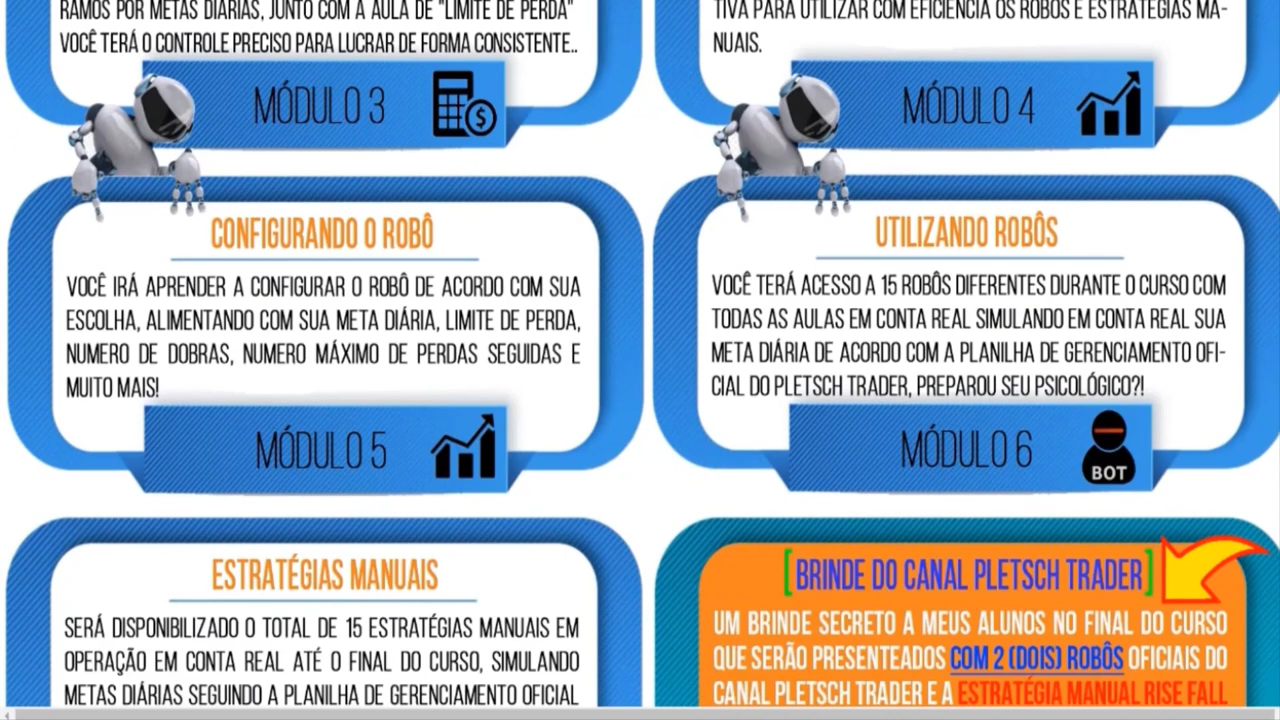 RAMOS POR METAS DIÁRIAS, JUNTO COM A AULA DE "LIMITE DE PERDA"
VOCÊ TERÁ O CONTROLE PRECISO PARA LUCRAR DE FORMA CONSISTENTE..
MÓDULO 3
TIVA PARA UTILIZAR COM EFICIÊNCIA OS ROBÔS E ESTRATÉGIAS MA-
NUAIS.
MÓDULO 4
CONFIGURANDO O ROBÔ
VOCÊ IRÁ APRENDER A CONFIGURAR O ROBÔ DE ACORDO COM SUA
ESCOLHA, ALIMENTANDO COM SUA META DIÁRIA, LIMITE DE PERDA,
NUMERO DE DOBRAS, NUMERO MÁXIMO DE PERDAS SEGUIDAS E
MUITO MAIS!
MÓDULO 5
UTILIZANDO ROBÔS
VOCÊ TERÁ ACESSO A 15 ROBÔS DIFERENTES DURANTE O CURSO COM
TODAS AS AULAS EM CONTA REAL SIMULANDO EM CONTA REAL SUA
META DIÁRIA DE ACORDO COM A PLANILHA DE GERENCIAMENTO OFI-
CIAL DO PLETSCH TRADER, PREPAROU SEU PSICOLÓGICO?!
MÓDULO 6
BOT
ESTRATÉGIAS MANUAIS
SERÁ DISPONIBILIZADO O TOTAL DE 15 ESTRATÉGIAS MANUAIS EM
OPERAÇÃO EM CONTA REAL ATÉ O FINAL DO CURSO, SIMULANDO
METAS DIÁRIAS SEGUINDO A PLANILHA DE GERENCIAMENTO OFICIAL
[BRINDE DO CANAL PLETSCH TRADER]
UM BRINDE SECRETO A MEUS ALUNOS NO FINAL DO CURSO
QUE SERÃO PRESENTEADOS COM 2 (DOIS) ROBÔS OFICIAIS DO
CANAL PLETSCH TRADER E A ESTRATÉGIA MANUAL RISE FALL